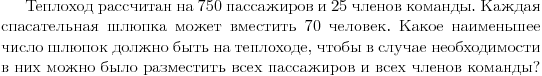 Теплоход рассчитан на 750 пассажиров и 25 членов команды. Каждая
спасательная шлюпка может вместить 70 человек. Какое наименьшее
число шлюпок должно быть на теплоходе, чтобы в случае необходимости
в них можно было разместить всех пассажиров и всех членов команды?